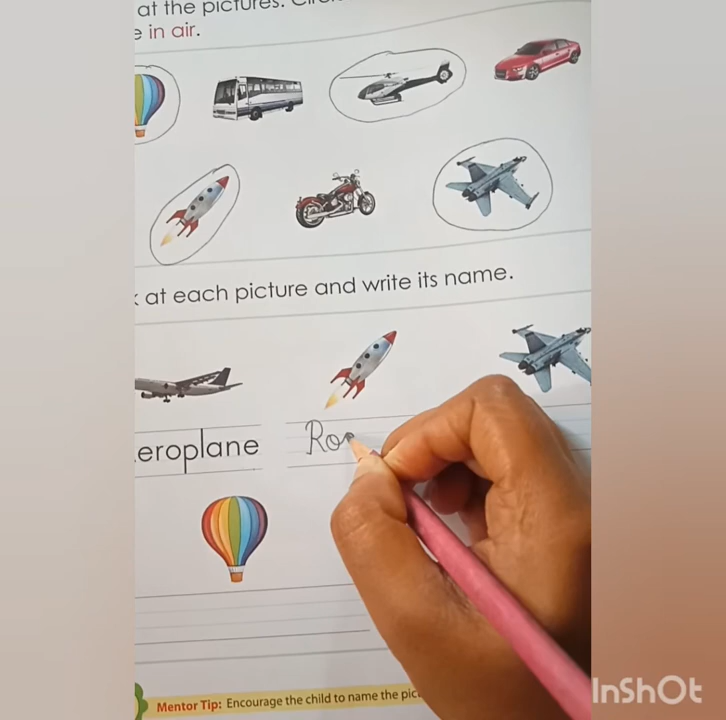 at the pictures.
in air.
at each picture and write its name.
eroplane
Ro
Mentor Tip: Encourage the child to name the pic
InShOt